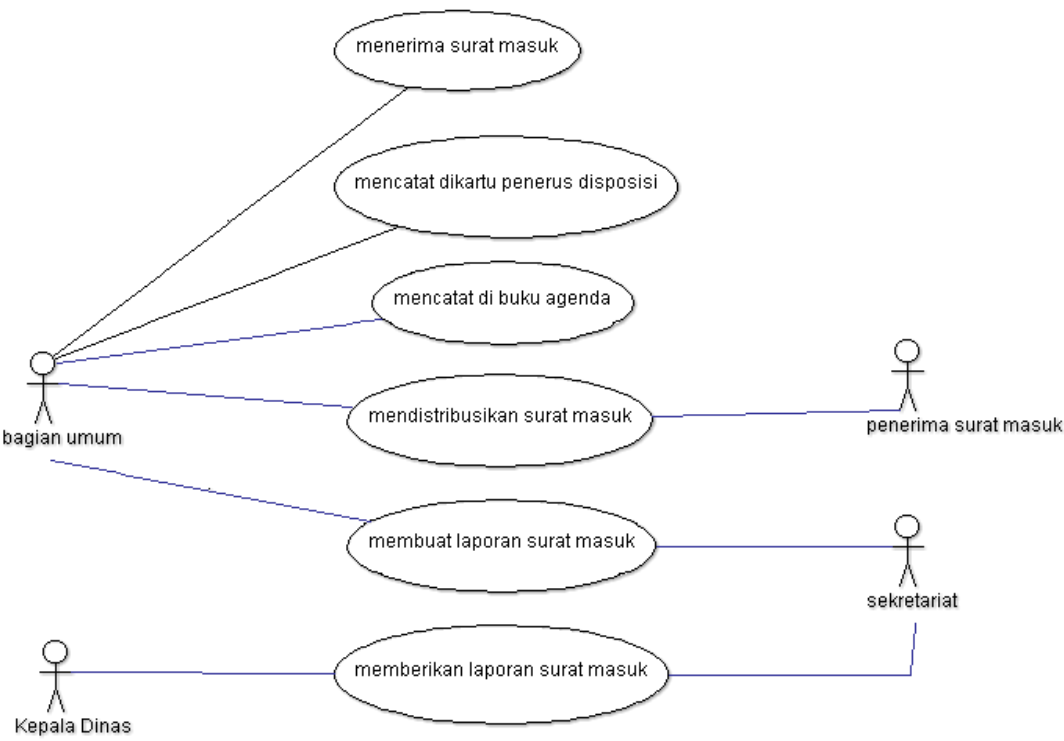 menerima surat masuk
mencatat dikartu penerus disposisi
mencatat di buku agenda
bagian umum
mendistribusikan surat masuk
penerima surat masuk
membuat laporan surat masuk
sekretariat
memberikan laporan surat masuk
Kepala Dinas